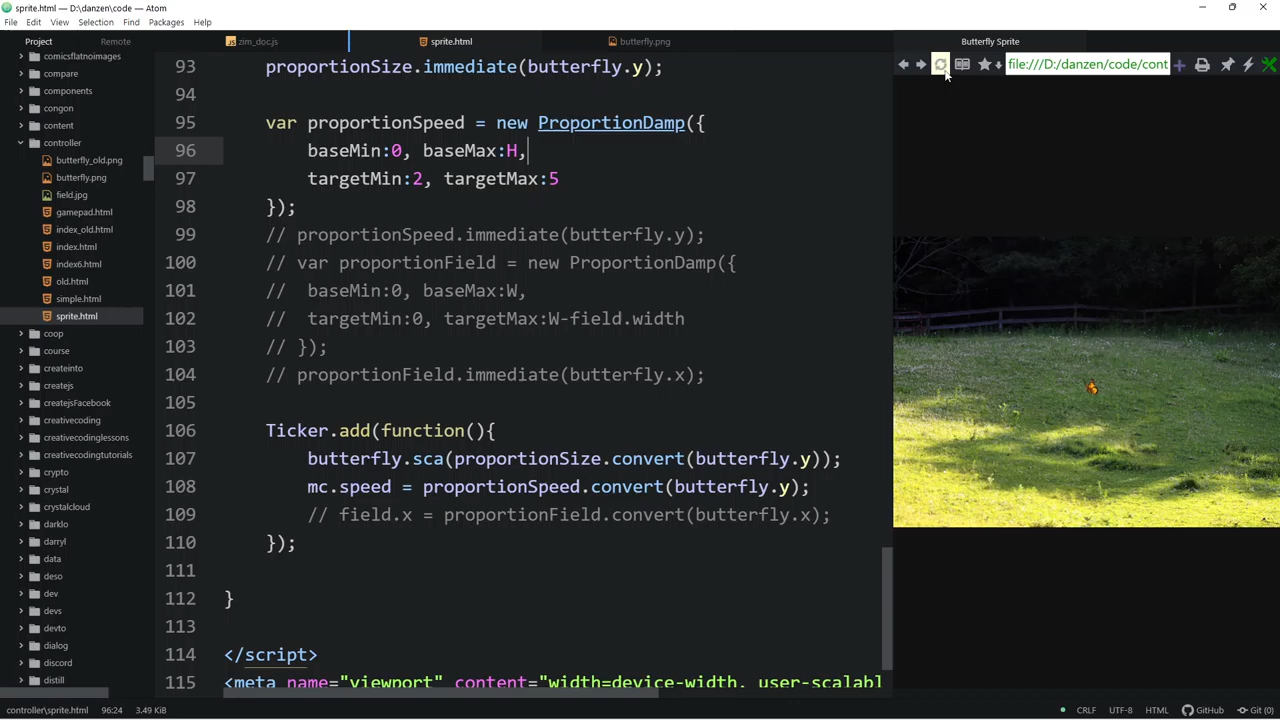 sprite.html — D:\danzen\code — Atom
File Edit View Selection Find Packages Help
Project Remote
zim_doc.js
sprite.html
butterfly.png
Butterfly Sprite
file:///D:/danzen/code/cont
comicsflatnoimages
compare
components
congon
content
controller
butterfly_old.png
butterfly.png
field.jpg
gamepad.html
index_old.html
index.html
index6.html
old.html
simple.html
sprite.html
coop
course
createinto
createjs
createjsFacebook
creativecoding
creativecodinglessons
creativecodingtutorials
crypto
crystal
crystalcloud
darklo
darryl
data
deso
dev
devs
devto
dialog
discord
distill
93 proportionSize.immediate(butterfly.y);
94
95 var proportionSpeed = new ProportionDamp({
96 baseMin:0, baseMax:H,
97 targetMin:2, targetMax:5
98 });
99 // proportionSpeed.immediate(butterfly.y);
100 // var proportionField = new ProportionDamp({
101 // baseMin:0, baseMax:W,
102 // targetMin:0, targetMax:W-field.width
103 // });
104 // proportionField.immediate(butterfly.x);
105
106 Ticker.add(function(){
107 butterfly.sca(proportionSize.convert(butterfly.y));
108 mc.speed = proportionSpeed.convert(butterfly.y);
109 // field.x = proportionField.convert(butterfly.x);
110 });
111
112 }
113
114 </script>
115 <meta name="viewport" content="width=device-width, user-scalabl
controller\sprite.html 96:24 3.49 KiB
CRLF UTF-8 HTML GitHub Git (0)